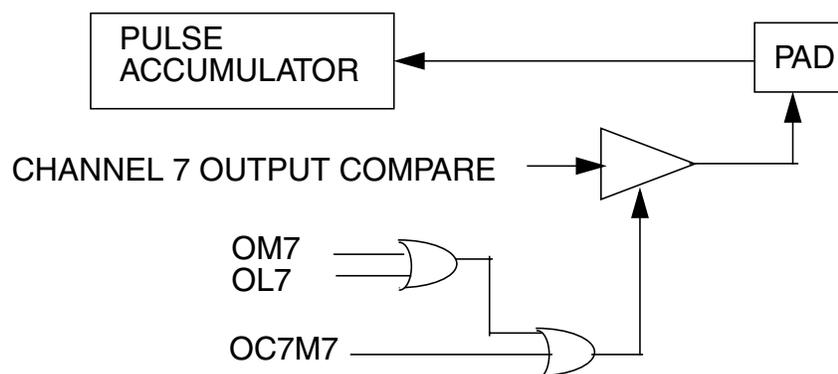 PULSE
ACCUMULATOR
PAD
CHANNEL 7 OUTPUT COMPARE
OM7
OL7
OC7M7